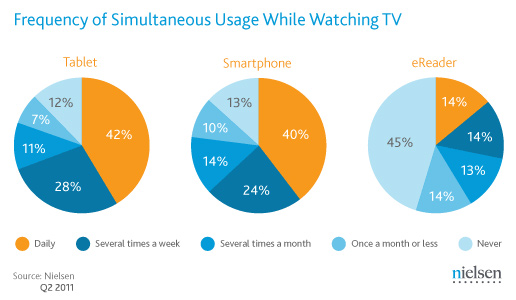 Frequency of Simultaneous Usage While Watching TV
Tablet
Smartphone
eReader
12%
7%
11%
28%
42%
13%
10%
14%
24%
40%
14%
14%
13%
14%
45%
Daily
Several times a week
Several times a month
Once a month or less
Never
Source: Nielsen
Q2 2011
nielsen